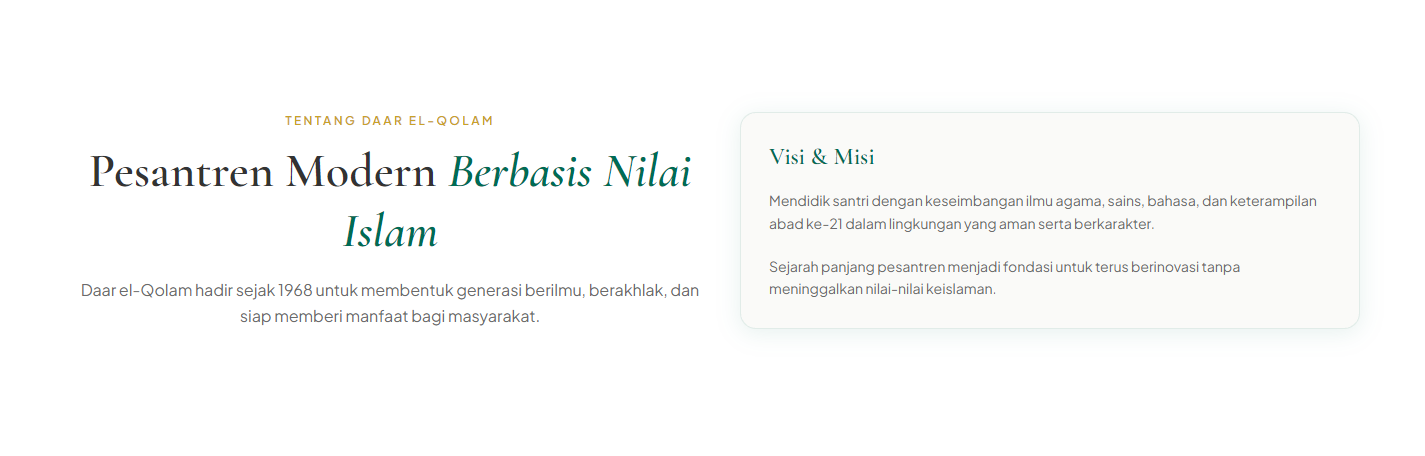 TENTANG DAAR EL-QOLAM
Pesantren Modern Berbasis Nilai
Islam
Daar el-Qolam hadir sejak 1968 untuk membentuk generasi berilmu, berakhlak, dan
siap memberi manfaat bagi masyarakat.
Visi & Misi
Mendidik santri dengan keseimbangan ilmu agama, sains, bahasa, dan keterampilan
abad ke-21 dalam lingkungan yang aman serta berkarakter.
Sejarah panjang pesantren menjadi fondasi untuk terus berinovasi tanpa
meninggalkan nilai-nilai keislaman.